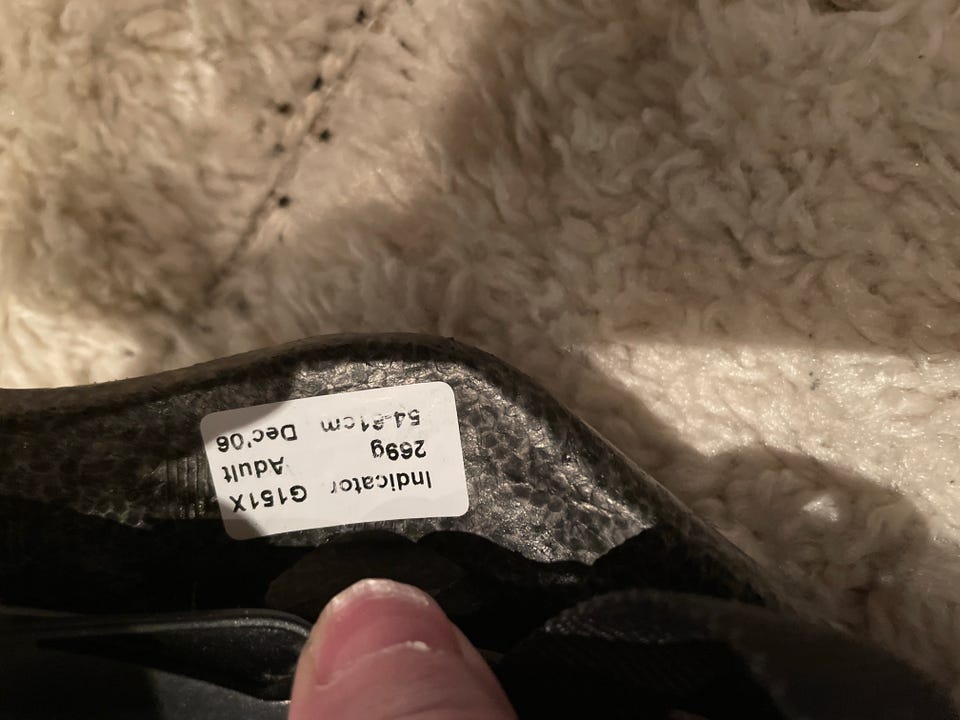 Indicator G151X
269g Adult
54-61cm Dec'06